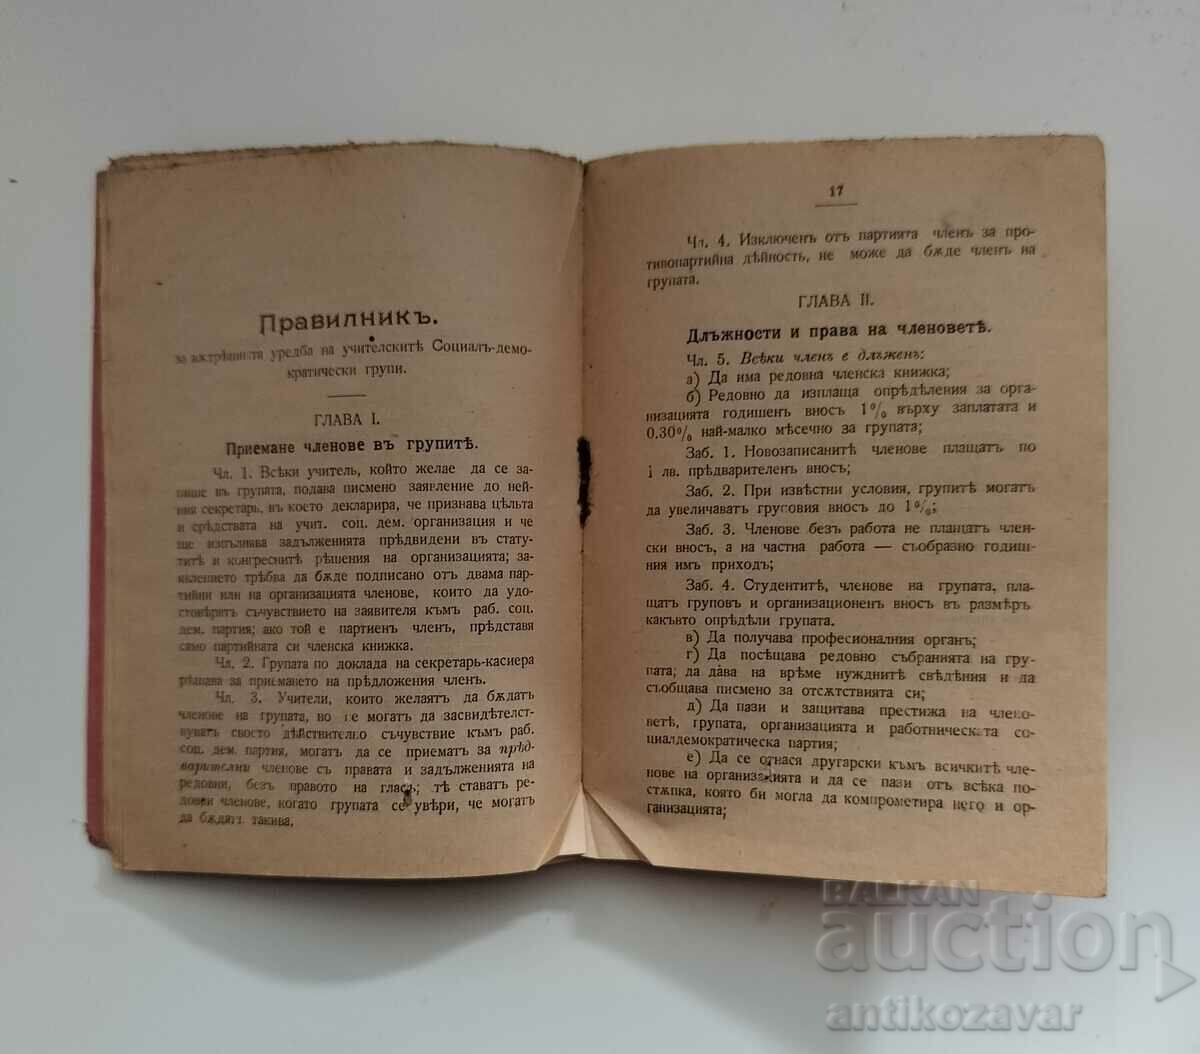 Правилникъ.
за вѫтрѣшната уредба на учителскитѣ Социалъ-демо-
кратически групи.
ГЛАВА I.
Приемане членове въ групитѣ.
Чл. 1. Всѣки учитель, който желае да се за-
пише въ групата, подава писмено заявление до ней-
ния секретарь, въ което декларира, че признава цѣльта
и срѣдствата на учит. соц. дем. организация и че
ще изпълнява задълженията прѣдвидени въ стату-
титѣ и конгреснитѣ рѣшения на организацията; за-
явлението трѣбва да бѫде подписано отъ двама пар-
тийни или на организацията членове, които да удо-
стовѣрятъ съчувствието на заявителя къмъ раб. соц.
дем. партия; ако той е партиенъ членъ, прѣдставя
само партийната си членска книжка.
Чл. 2. Групата по доклада на секретарь-касиера
рѣшава за приемането на прѣдложения членъ.
Чл. 3. Учители, които желаятъ да бѫдатъ
членове на групата, но не могатъ да засвидѣтелст-
вуватъ своето дѣйствително съчувствие къмъ раб.
соц. дем. партия, могатъ да се приематъ за прѣд-
варителни членове съ правата и задълженията на
редовни, безъ правото на гласъ; тѣ ставатъ ре-
довни членове, когато групата се увѣри, че могатъ
да бѫдатъ такива.
17
Чл. 4. Изключенъ отъ партията членъ за про-
тивопартийна дѣйность, не може да бѫде членъ на
групата.
ГЛАВА II.
Длъжности и права на членоветѣ.
Чл. 5. Всѣки членъ е длъженъ:
а) Да има редовна членска книжка;
б) Редовно да изплаща опрѣдѣления за орга-
низацията годишенъ вносъ 1% върху заплатата и
0.30% най-малко мѣсечно за групата;
Заб. 1. Новозаписанитѣ членове плащатъ по
1 лв. прѣдварителенъ вносъ;
Заб. 2. При извѣстни условия, групитѣ могатъ
да увеличаватъ груповия вносъ до 1%;
Заб. 3. Членове безъ работа не плащатъ член-
ски вносъ, а на частна работа — съобразно годиш-
ния имъ приходъ;
Заб. 4. Студентитѣ, членове на групата, пла-
щатъ груповъ и организационенъ вносъ въ размѣръ
какъвто опрѣдѣли групата.
в) Да получава професионалния органъ;
г) Да посѣщава редовно събранията на гру-
пата; да дава на врѣме нужднитѣ свѣдения и да
съобщава писмено за отсѫтствията си;
д) Да пази и защитава престижа на члено-
ветѣ, групата, организацията и работническата со-
циалдемократическа партия;
е) Да се отнася другарски къмъ всичкитѣ чле-
нове на организацията и да се пази отъ всѣка по-
стѫпка, която би могла да компрометира него и ор-
ганизацията;
BALKAN
auction
antikozavar